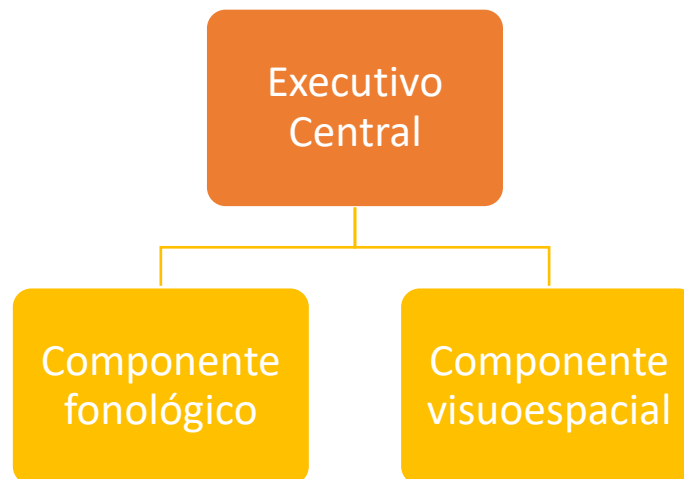 Executivo
Central
Componente
fonológico
Componente
visuoespacial